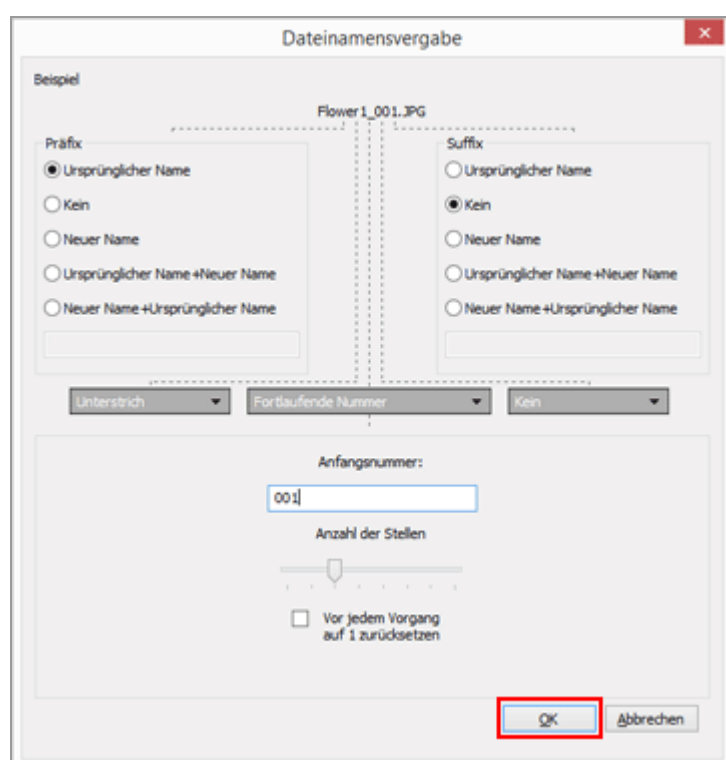 Dateinamensvergabe
Beispiel
Flower1_001.JPG
Präfix
Ursprünglicher Name
Kein
Neuer Name
Ursprünglicher Name+Neuer Name
Neuer Name+Ursprünglicher Name
Suffix
Ursprünglicher Name
Kein
Neuer Name
Ursprünglicher Name+Neuer Name
Neuer Name+Ursprünglicher Name
Unterstrich Fortlaufende Nummer Kein
Anfangsnummer:
001
Anzahl der Stellen
Vor jedem Vorgang
auf 1 zurücksetzen
OK Abbrechen